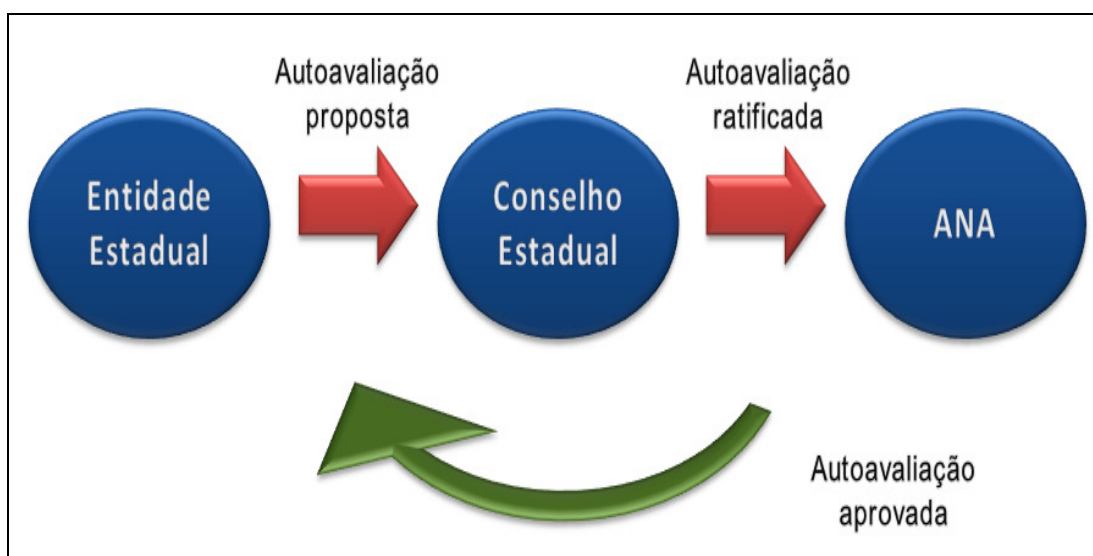 Autoavaliação
proposta
Autoavaliação
ratificada
Entidade
Estadual
Conselho
Estadual
ANA
Autoavaliação
aprovada